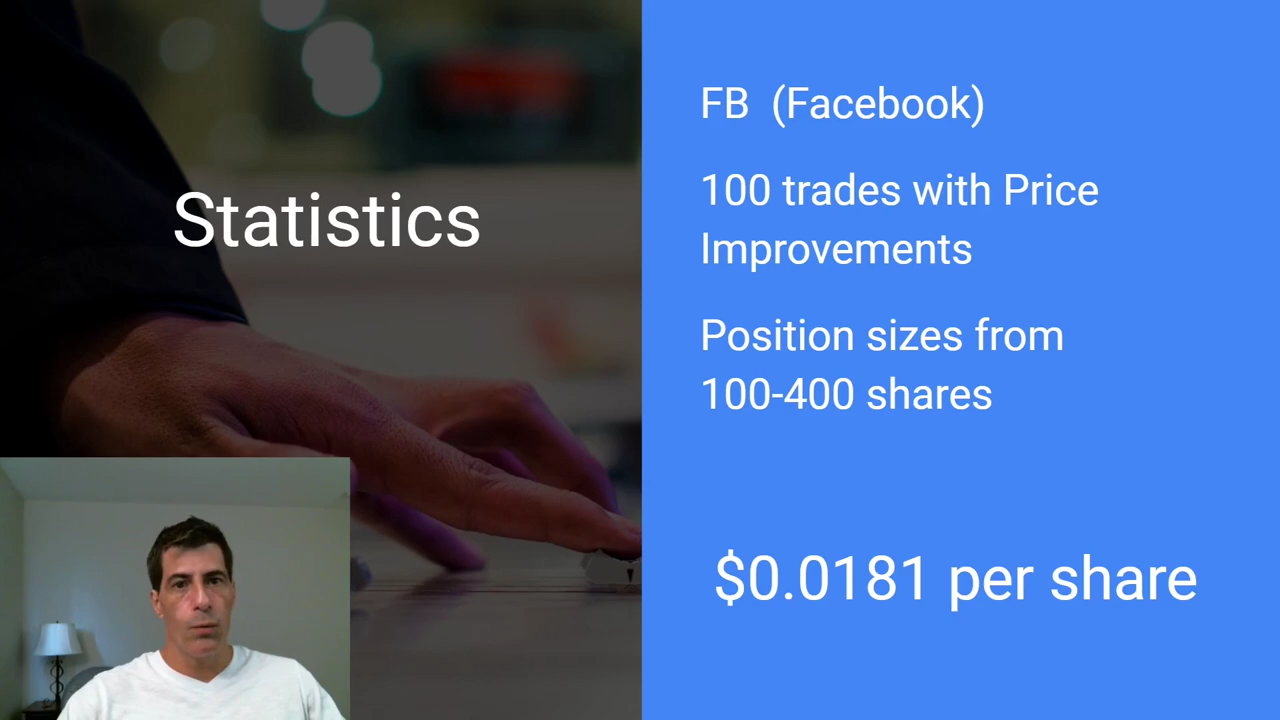 Statistics
FB (Facebook)
100 trades with Price
Improvements
Position sizes from
100-400 shares
$0.0181 per share